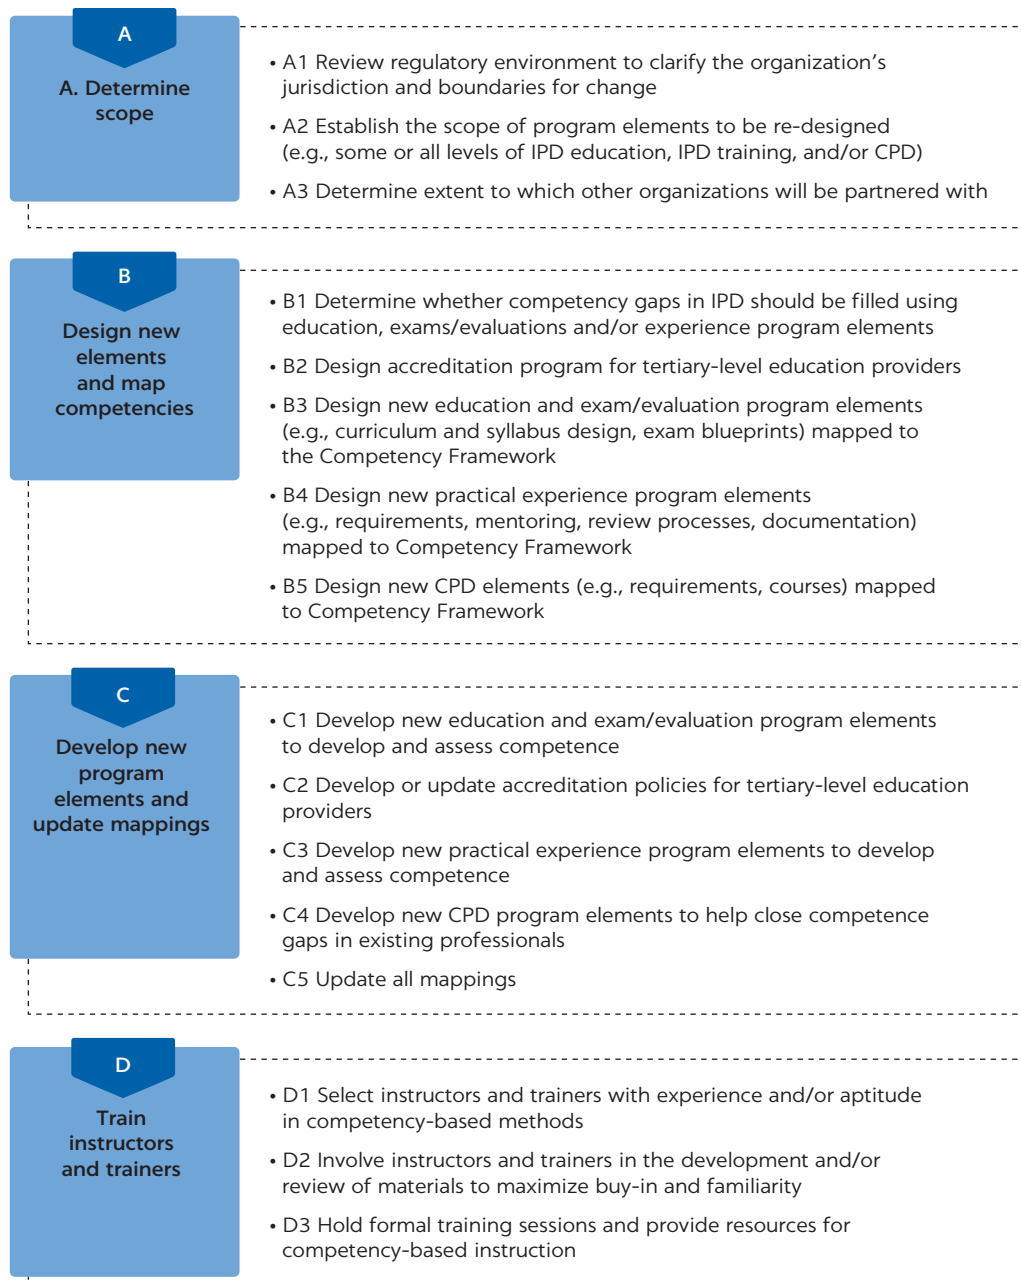 A
A. Determine
scope
• A1 Review regulatory environment to clarify the organization’s
jurisdiction and boundaries for change
• A2 Establish the scope of program elements to be re-designed
(e.g., some or all levels of IPD education, IPD training, and/or CPD)
• A3 Determine extent to which other organizations will be partnered with
B
Design new
elements
and map
competencies
• B1 Determine whether competency gaps in IPD should be filled using
education, exams/evaluations and/or experience program elements
• B2 Design accreditation program for tertiary-level education providers
• B3 Design new education and exam/evaluation program elements
(e.g., curriculum and syllabus design, exam blueprints) mapped to
the Competency Framework
• B4 Design new practical experience program elements
(e.g., requirements, mentoring, review processes, documentation)
mapped to Competency Framework
• B5 Design new CPD elements (e.g., requirements, courses) mapped
to Competency Framework
C
Develop new
program
elements and
update mappings
• C1 Develop new education and exam/evaluation program elements
to develop and assess competence
• C2 Develop or update accreditation policies for tertiary-level education
providers
• C3 Develop new practical experience program elements to develop
and assess competence
• C4 Develop new CPD program elements to help close competence
gaps in existing professionals
• C5 Update all mappings
D
Train
instructors
and trainers
• D1 Select instructors and trainers with experience and/or aptitude
in competency-based methods
• D2 Involve instructors and trainers in the development and/or
review of materials to maximize buy-in and familiarity
• D3 Hold formal training sessions and provide resources for
competency-based instruction